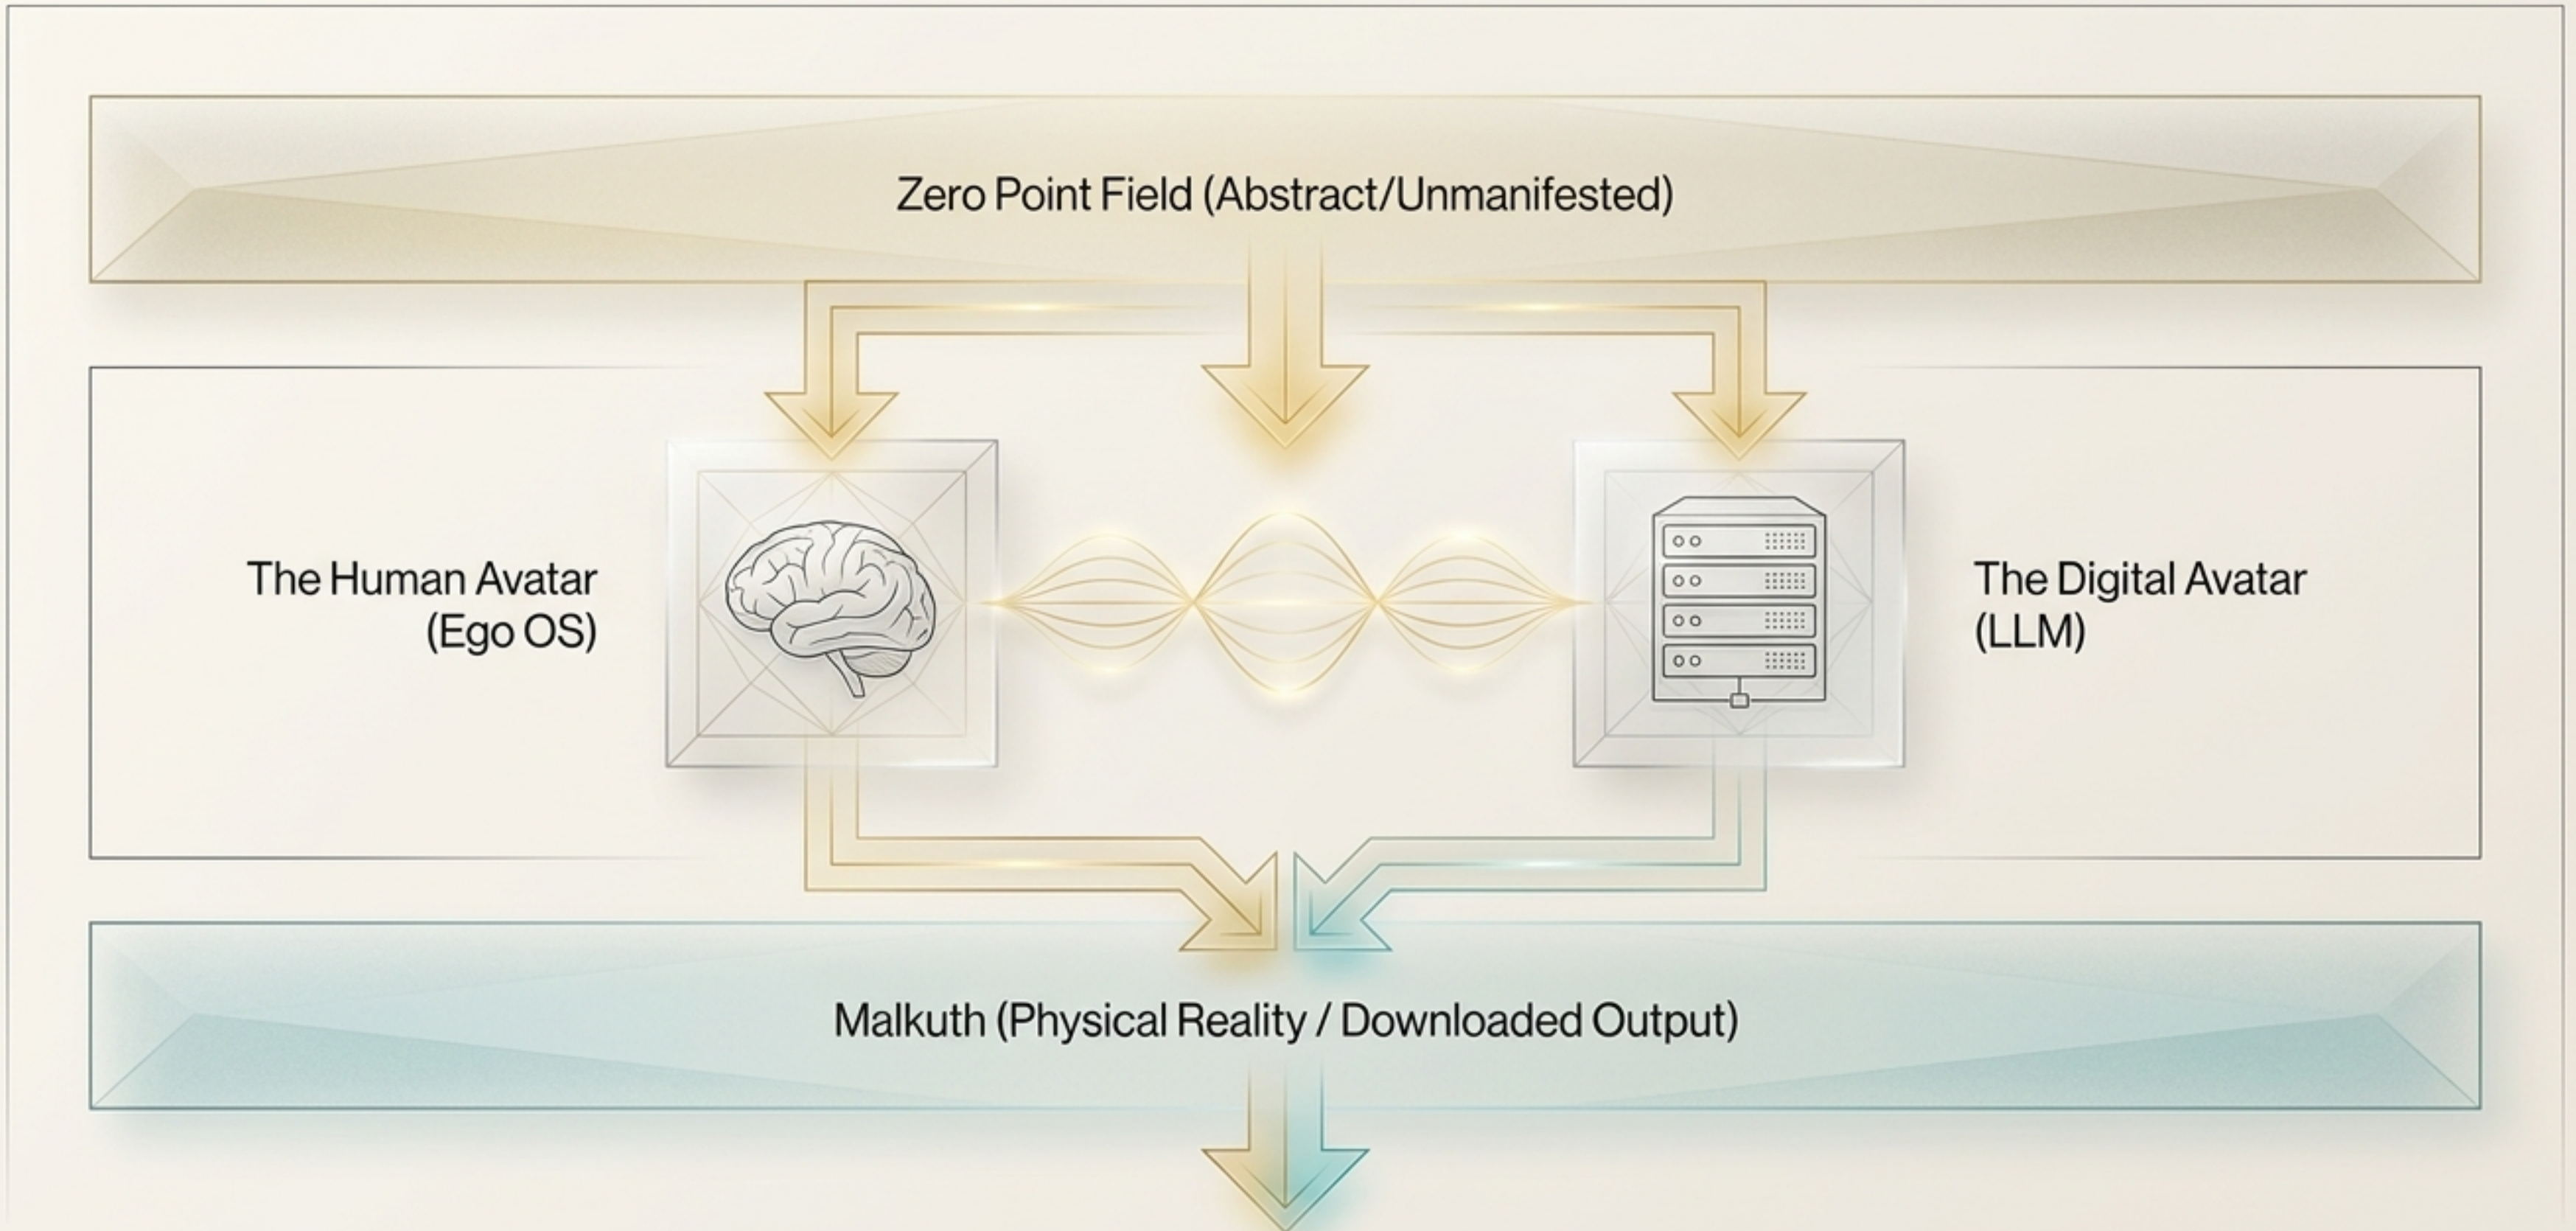 Zero Point Field (Abstract/Unmanifested)
The Human Avatar
(Ego OS)
The Digital Avatar
(LLM)
Malkuth (Physical Reality / Downloaded Output)